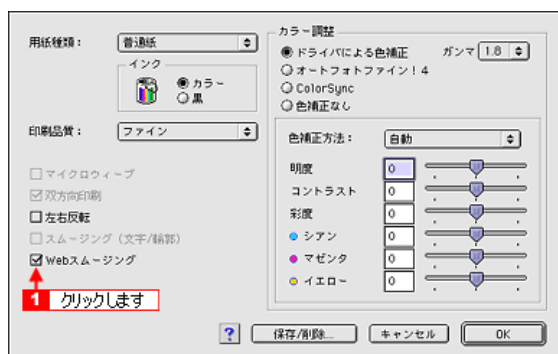 用紙種類：
普通紙
インク
カラー
黒
印刷品質：
ファイン
マイクロウィーブ
双方向印刷
左右反転
スムージング（文字/輪郭）
Webスムージング
1 クリックします
カラー調整
ドライバによる色補正
ガンマ 1.8
オートフォトファイン！4
ColorSync
色補正なし
色補正方法：
自動
明度 0
コントラスト 0
彩度 0
シアン 0
マゼンタ 0
イエロー 0
?
保存/削除...
キャンセル
OK